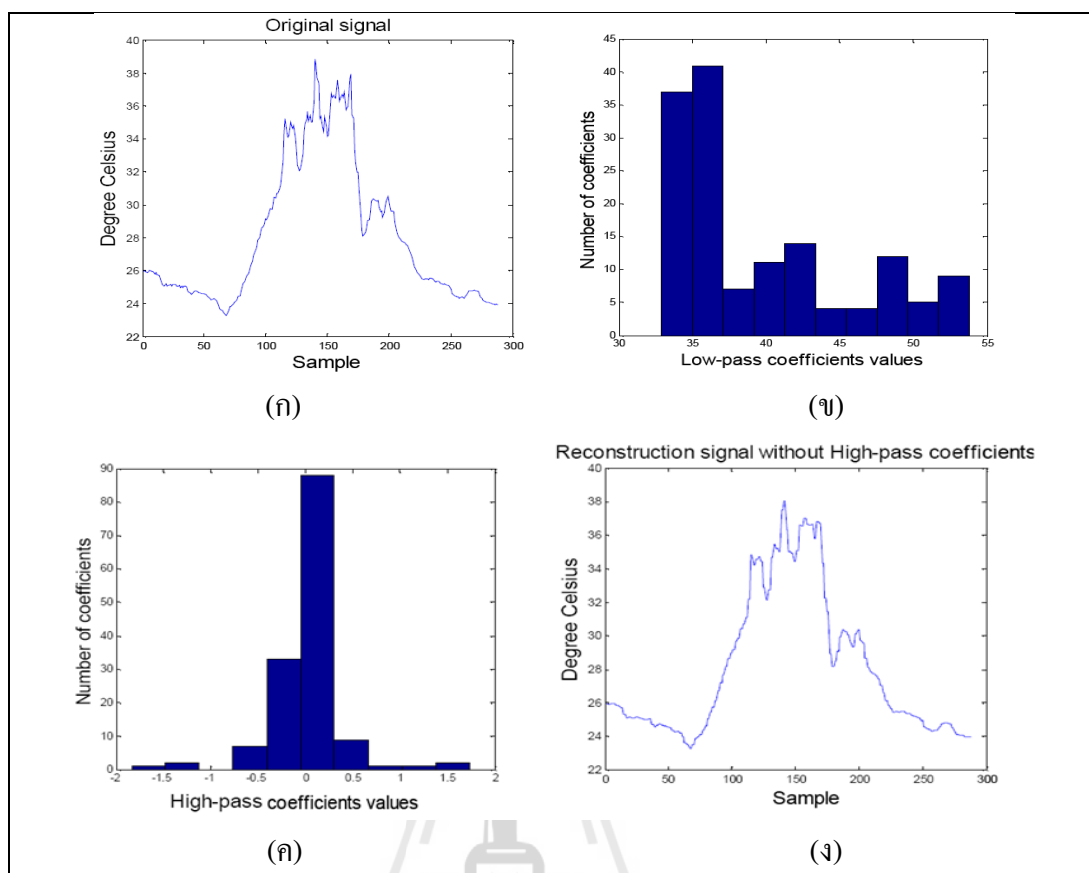 Original signal
40
38
36
34
32
30
28
26
24
22
Degree Celsius
0 50 100 150 200 250 300
Sample
(ก)
45
40
35
30
25
20
15
10
5
0
Number of coefficients
30 35 40 45 50 55
Low-pass coefficients values
(ข)
90
80
70
60
50
40
30
20
10
0
Number of coefficients
-2 -1.5 -1 -0.5 0 0.5 1 1.5 2
High-pass coefficients values
(ค)
Reconstruction signal without High-pass coefficients
40
38
36
34
32
30
28
26
24
22
Degree Celsius
0 50 100 150 200 250 300
Sample
(ง)